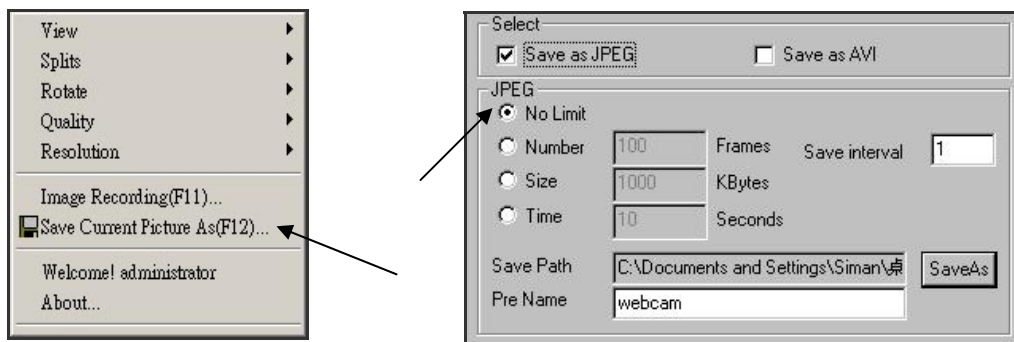 View
Splits
Rotate
Quality
Resolution
Image Recording(F11)...
Save Current Picture As(F12)...
Welcome! administrator
About...
Select
Save as JPEG
Save as AVI
JPEG
No Limit
Number 100 Frames Save interval 1
Size 1000 KBytes
Time 10 Seconds
Save Path C:\Documents and Settings\Siman\桌 SaveAs
Pre Name webcam